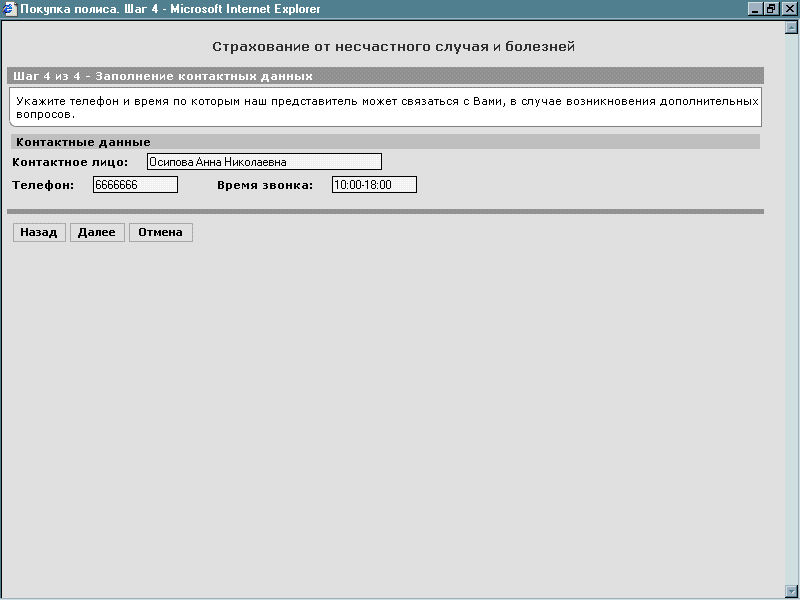 Покупка полиса. Шаг 4 - Microsoft Internet Explorer
Страхование от несчастного случая и болезней
Шаг 4 из 4 - Заполнение контактных данных
Укажите телефон и время по которым наш представитель может связаться с Вами, в случае возникновения дополнительных
вопросов.
Контактные данные
Контактное лицо: Осипова Анна Николаевна
Телефон: 6666666 Время звонка: 10:00-18:00
Назад Далее Отмена